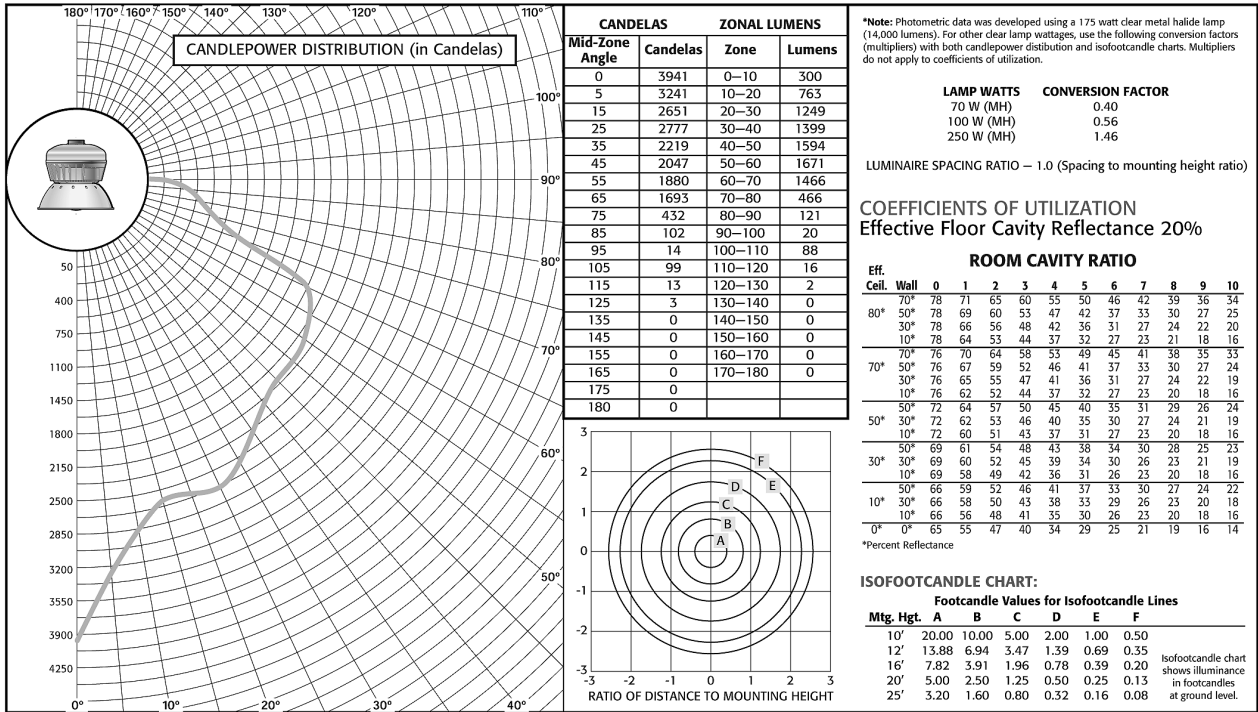 180° 170° 160° 150° 140° 130° 120° 110°
CANDLEPOWER DISTRIBUTION (in Candelas)
100°
90°
80°
70°
60°
50°
50
400
750
1100
1450
1800
2150
2500
2850
3200
3550
3900
4250
0° 10° 20° 30° 40°
CANDELAS ZONAL LUMENS
Mid-Zone Angle Candelas Zone Lumens
0 3941 0—10 300
5 3241 10—20 763
15 2651 20—30 1249
25 2777 30—40 1399
35 2219 40—50 1594
45 2047 50—60 1671
55 1880 60—70 1466
65 1693 70—80 466
75 432 80—90 121
85 102 90—100 20
95 14 100—110 88
105 99 110—120 16
115 13 120—130 2
125 3 130—140 0
135 0 140—150 0
145 0 150—160 0
155 0 160—170 0
165 0 170—180 0
175 0
180 0
3
2
1
0
-1
-2
-3
F
E
D
C
B
A
-3 -2 -1 0 1 2 3
RATIO OF DISTANCE TO MOUNTING HEIGHT
*Note: Photometric data was developed using a 175 watt clear metal halide lamp
(14,000 lumens). For other clear lamp wattages, use the following conversion factors
(multipliers) with both candlepower distibution and isofootcandle charts. Multipliers
do not apply to coefficients of utilization.
LAMP WATTS CONVERSION FACTOR
70 W (MH) 0.40
100 W (MH) 0.56
250 W (MH) 1.46
LUMINAIRE SPACING RATIO — 1.0 (Spacing to mounting height ratio)
COEFFICIENTS OF UTILIZATION
Effective Floor Cavity Reflectance 20%
ROOM CAVITY RATIO
Eff.
Ceil. Wall 0 1 2 3 4 5 6 7 8 9 10
70* 78 71 65 60 55 50 46 42 39 36 34
80* 50* 78 69 60 53 47 42 37 33 30 27 25
30* 78 66 56 48 42 36 31 27 24 22 20
10* 78 64 53 44 37 32 27 23 21 18 16
70* 76 70 64 58 53 49 45 41 38 35 33
70* 50* 76 67 59 52 46 41 37 33 30 27 24
30* 76 65 55 47 41 36 31 27 24 22 19
10* 76 62 52 44 37 32 27 23 20 18 16
50* 72 64 57 50 45 40 35 31 29 26 24
50* 30* 72 62 53 46 40 35 30 27 24 21 19
10* 72 60 51 43 37 31 27 23 20 18 16
50* 69 61 54 48 43 38 34 30 28 25 23
30* 30* 69 60 52 45 39 34 30 26 23 21 19
10* 69 58 49 42 36 31 26 23 20 18 16
50* 66 59 52 46 41 37 33 30 27 24 22
10* 30* 66 58 50 43 38 33 29 26 23 20 18
10* 66 56 48 41 35 30 26 23 20 18 16
0* 0* 65 55 47 40 34 29 25 21 19 16 14
*Percent Reflectance
ISOFOOTCANDLE CHART:
Footcandle Values for Isofootcandle Lines
Mtg. Hgt. A B C D E F
10′ 20.00 10.00 5.00 2.00 1.00 0.50
12′ 13.88 6.94 3.47 1.39 0.69 0.35
16′ 7.82 3.91 1.96 0.78 0.39 0.20
20′ 5.00 2.50 1.25 0.50 0.25 0.13
25′ 3.20 1.60 0.80 0.32 0.16 0.08
Isofootcandle chart
shows illuminance
in footcandles
at ground level.